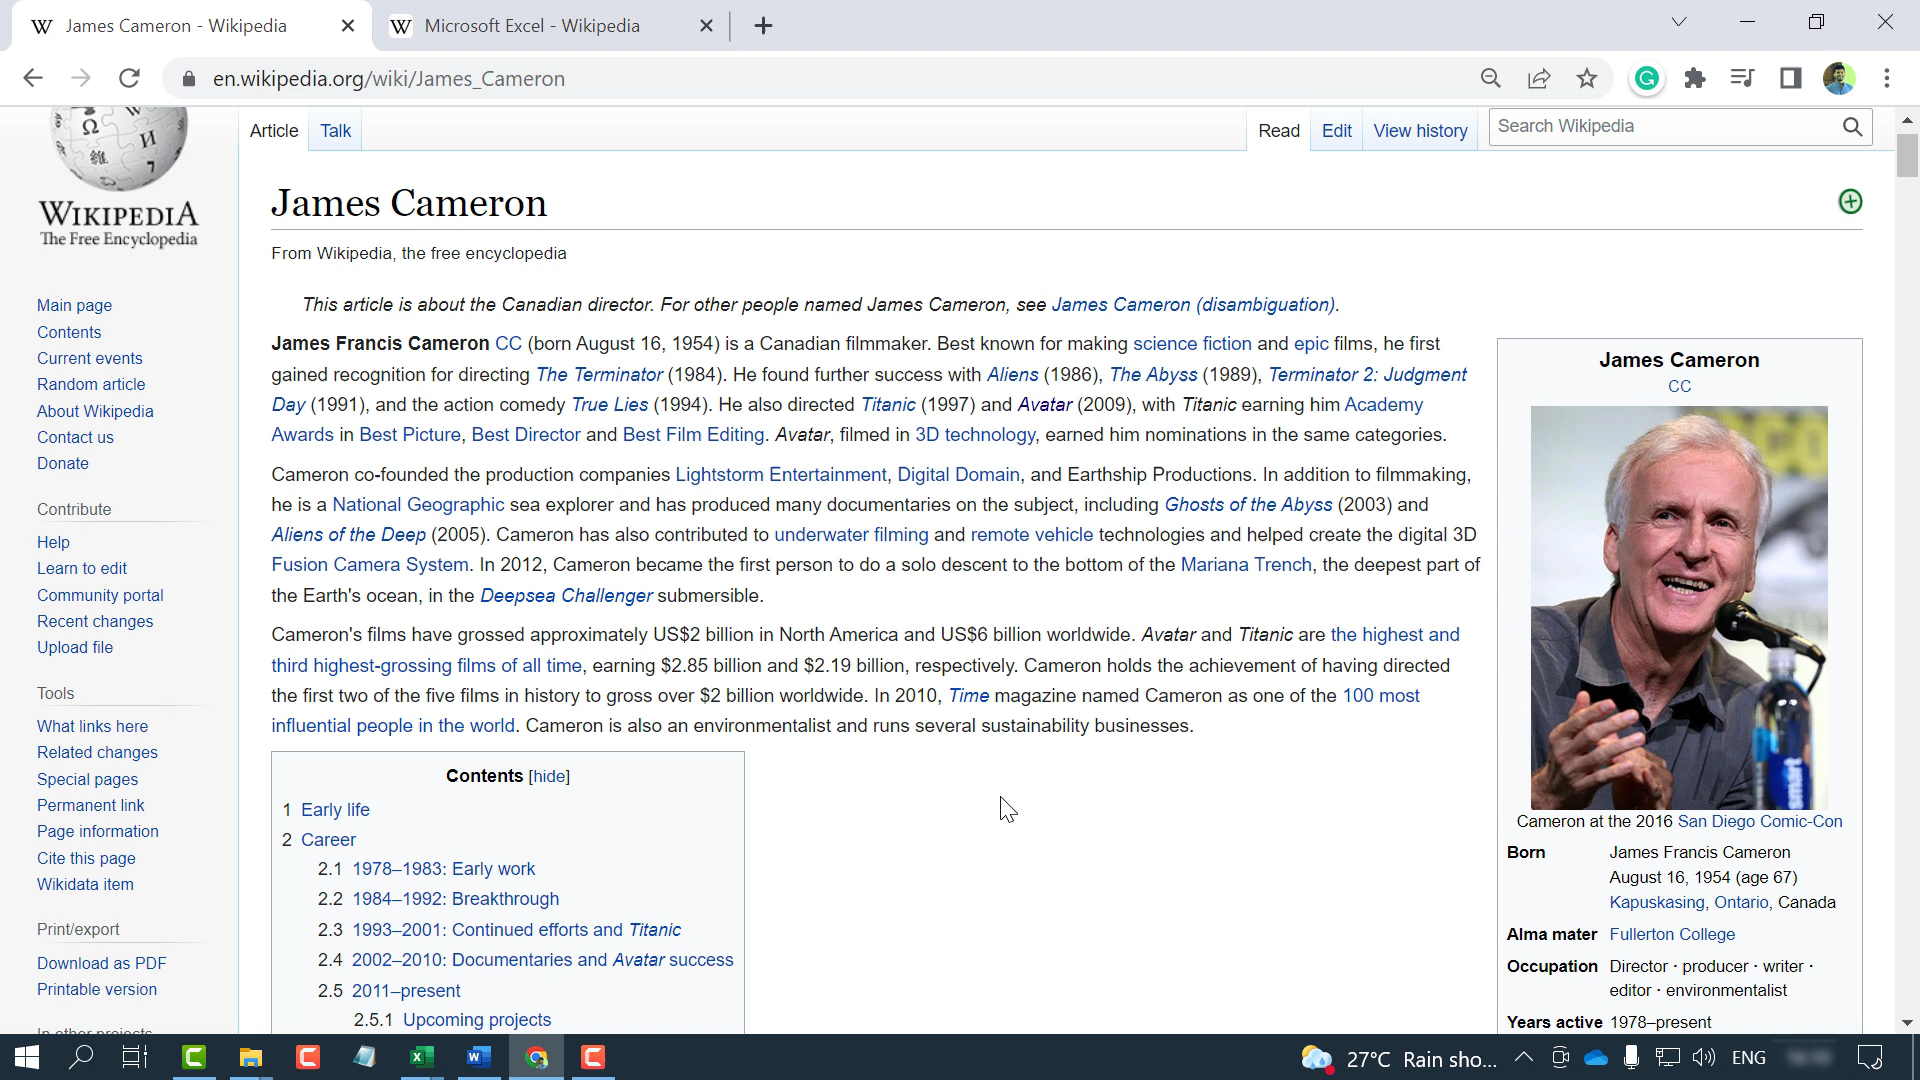 James Cameron - Wikipedia
Microsoft Excel - Wikipedia
en.wikipedia.org/wiki/James_Cameron
WIKIPEDIA
The Free Encyclopedia
Article
Talk
Read
Edit
View history
Search Wikipedia
Main page
Contents
Current events
Random article
About Wikipedia
Contact us
Donate
Contribute
Help
Learn to edit
Community portal
Recent changes
Upload file
Tools
What links here
Related changes
Special pages
Permanent link
Page information
Cite this page
Wikidata item
Print/export
Download as PDF
Printable version
In other projects
James Cameron
From Wikipedia, the free encyclopedia
This article is about the Canadian director. For other people named James Cameron, see James Cameron (disambiguation).
James Francis Cameron CC (born August 16, 1954) is a Canadian filmmaker. Best known for making science fiction and epic films, he first
gained recognition for directing The Terminator (1984). He found further success with Aliens (1986), The Abyss (1989), Terminator 2: Judgment
Day (1991), and the action comedy True Lies (1994). He also directed Titanic (1997) and Avatar (2009), with Titanic earning him Academy
Awards in Best Picture, Best Director and Best Film Editing. Avatar, filmed in 3D technology, earned him nominations in the same categories.
Cameron co-founded the production companies Lightstorm Entertainment, Digital Domain, and Earthship Productions. In addition to filmmaking,
he is a National Geographic sea explorer and has produced many documentaries on the subject, including Ghosts of the Abyss (2003) and
Aliens of the Deep (2005). Cameron has also contributed to underwater filming and remote vehicle technologies and helped create the digital 3D
Fusion Camera System. In 2012, Cameron became the first person to do a solo descent to the bottom of the Mariana Trench, the deepest part of
the Earth's ocean, in the Deepsea Challenger submersible.
Cameron's films have grossed approximately US$2 billion in North America and US$6 billion worldwide. Avatar and Titanic are the highest and
third highest-grossing films of all time, earning $2.85 billion and $2.19 billion, respectively. Cameron holds the achievement of having directed
the first two of the five films in history to gross over $2 billion worldwide. In 2010, Time magazine named Cameron as one of the 100 most
influential people in the world. Cameron is also an environmentalist and runs several sustainability businesses.
Contents [hide]
1 Early life
2 Career
2.1 1978–1983: Early work
2.2 1984–1992: Breakthrough
2.3 1993–2001: Continued efforts and Titanic
2.4 2002–2010: Documentaries and Avatar success
2.5 2011–present
2.5.1 Upcoming projects
James Cameron
CC
smart
Cameron at the 2016 San Diego Comic-Con
Born James Francis Cameron
August 16, 1954 (age 67)
Kapuskasing, Ontario, Canada
Alma mater Fullerton College
Occupation Director · producer · writer ·
editor · environmentalist
Years active 1978–present
27°C Rain sho...
ENG